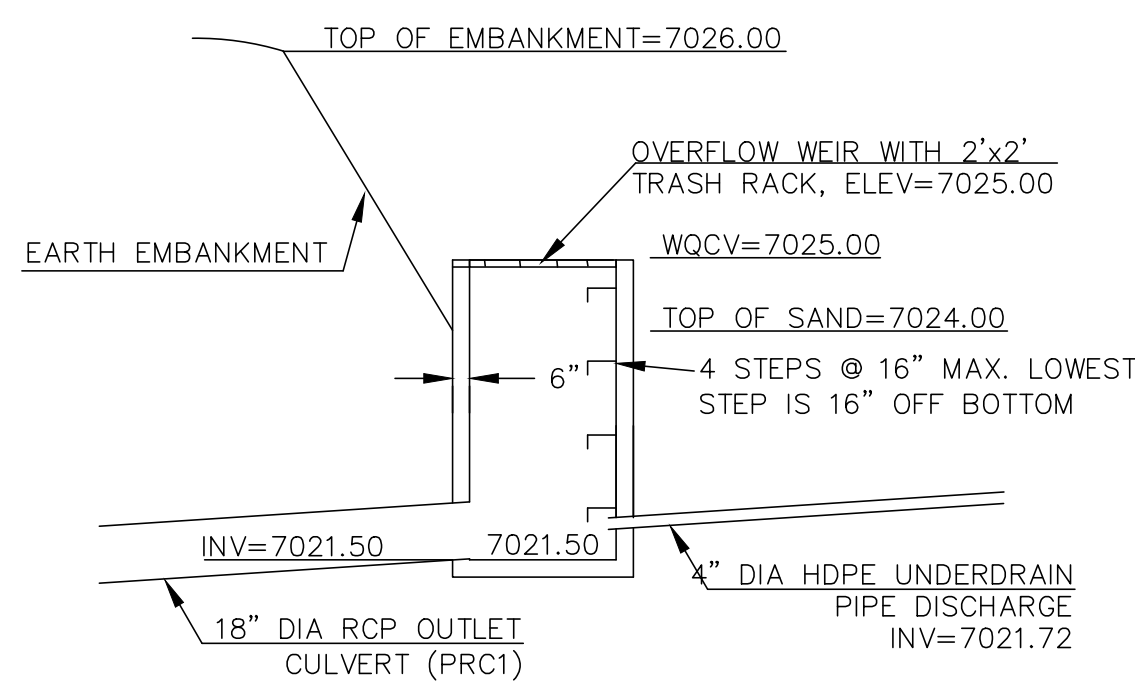 TOP OF EMBANKMENT=7026.00
OVERFLOW WEIR WITH 2'x2'
TRASH RACK, ELEV=7025.00
EARTH EMBANKMENT
WQCV=7025.00
TOP OF SAND=7024.00
6"
4 STEPS @ 16" MAX. LOWEST
STEP IS 16" OFF BOTTOM
INV=7021.50
7021.50
4" DIA HDPE UNDERDRAIN
PIPE DISCHARGE
INV=7021.72
18" DIA RCP OUTLET
CULVERT (PRC1)